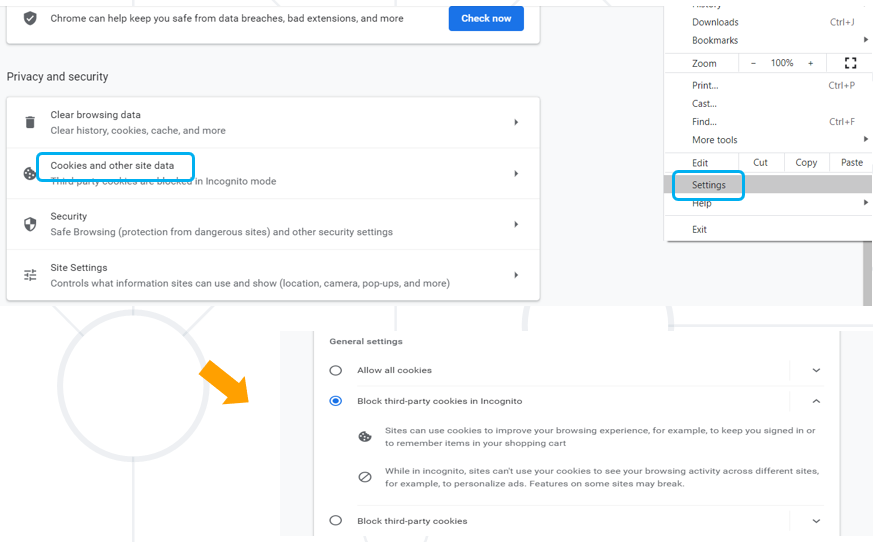 Chrome can help keep you safe from data breaches, bad extensions, and more
Check now
Privacy and security
Clear browsing data
Clear history, cookies, cache, and more
Cookies and other site data
Third-party cookies are blocked in Incognito mode
Security
Safe Browsing (protection from dangerous sites) and other security settings
Site Settings
Controls what information sites can use and show (location, camera, pop-ups, and more)
History
Downloads Ctrl+J
Bookmarks
Zoom − 100% +
Print... Ctrl+P
Cast...
Find... Ctrl+F
More tools
Edit Cut Copy Paste
Settings
Help
Exit
General settings
Allow all cookies
Block third-party cookies in Incognito
Sites can use cookies to improve your browsing experience, for example, to keep you signed in or
to remember items in your shopping cart
While in incognito, sites can't use your cookies to see your browsing activity across different sites,
for example, to personalize ads. Features on some sites may break.
Block third-party cookies